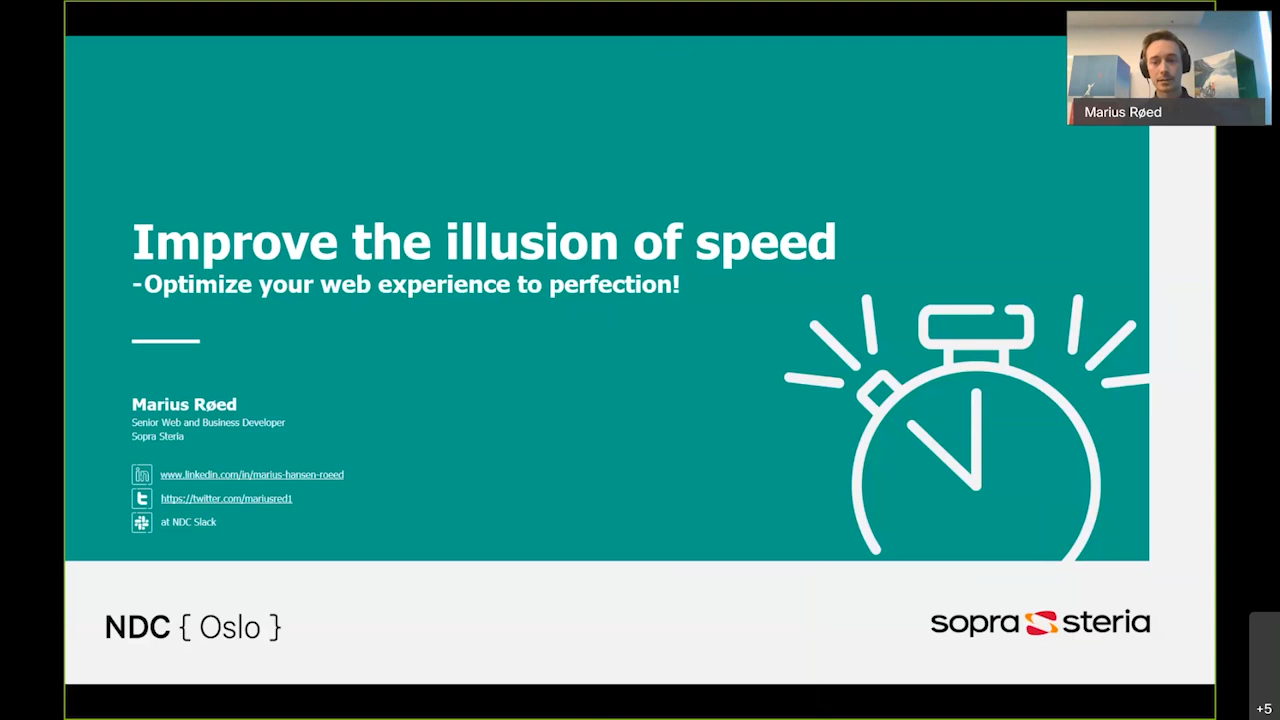 Marius Røed
Improve the illusion of speed
-Optimize your web experience to perfection!
Marius Røed
Senior Web and Business Developer
Sopra Steria
www.linkedin.com/in/marius-hansen-roeed
https://twitter.com/mariusred1
at NDC Slack
NDC { Oslo }
sopra steria
+5